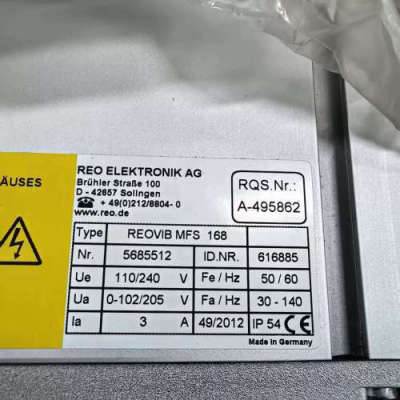 ÄUSES
REO ELEKTRONIK AG
Brühler Straße 100
D - 42657 Solingen
☎ + 49(0)212/8804- 0
www.reo.de
RQS.Nr.:
A-495862
Type REOVIB MFS 168
Nr. 5685512 ID.NR. 616885
Ue 110/240 V Fe / Hz 50 / 60
Ua 0-102/205 V Fa / Hz 30 - 140
Ia 3 A 49/2012 IP 54 CE
Made in Germany